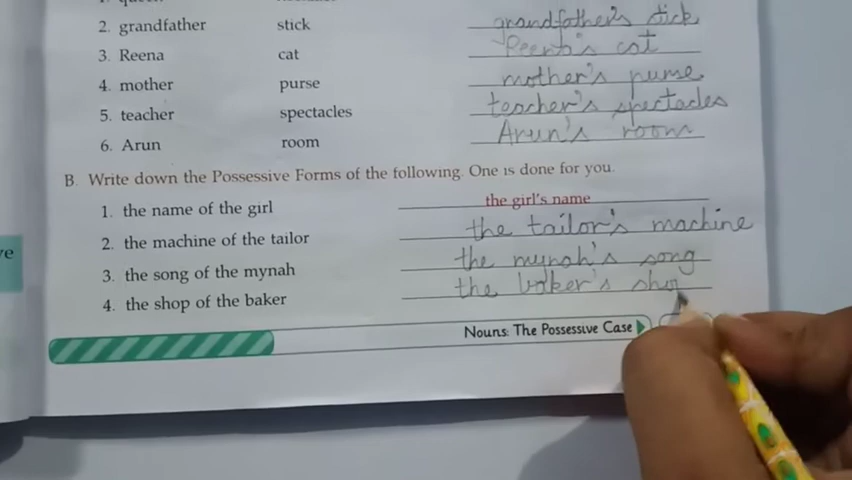 2. grandfather stick grandfather's stick
3. Reena cat Reena's cat
4. mother purse mother's purse
5. teacher spectacles teacher's spectacles
6. Arun room Arun's room
B. Write down the Possessive Forms of the following. One is done for you.
1. the name of the girl the girl's name
2. the machine of the tailor the tailor's machine
3. the song of the mynah the mynah's song
4. the shop of the baker the baker's sho
Nouns: The Possessive Case